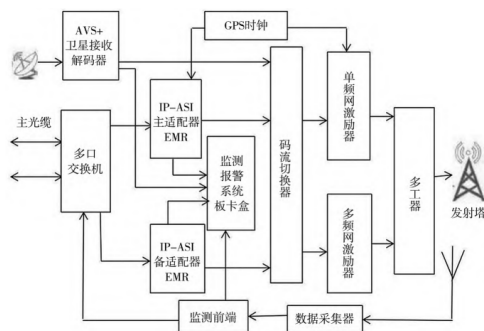 AVS+
卫星接收
解码器
GPS时钟
主光缆
多口
交换机
IP-ASI
主适配器
EMR
监测
报警
系统
板卡盒
IP-ASI
备适配器
EMR
码流切换器
单频网激励器
多频网激励器
多工器
发射塔
监测前端
数据采集器